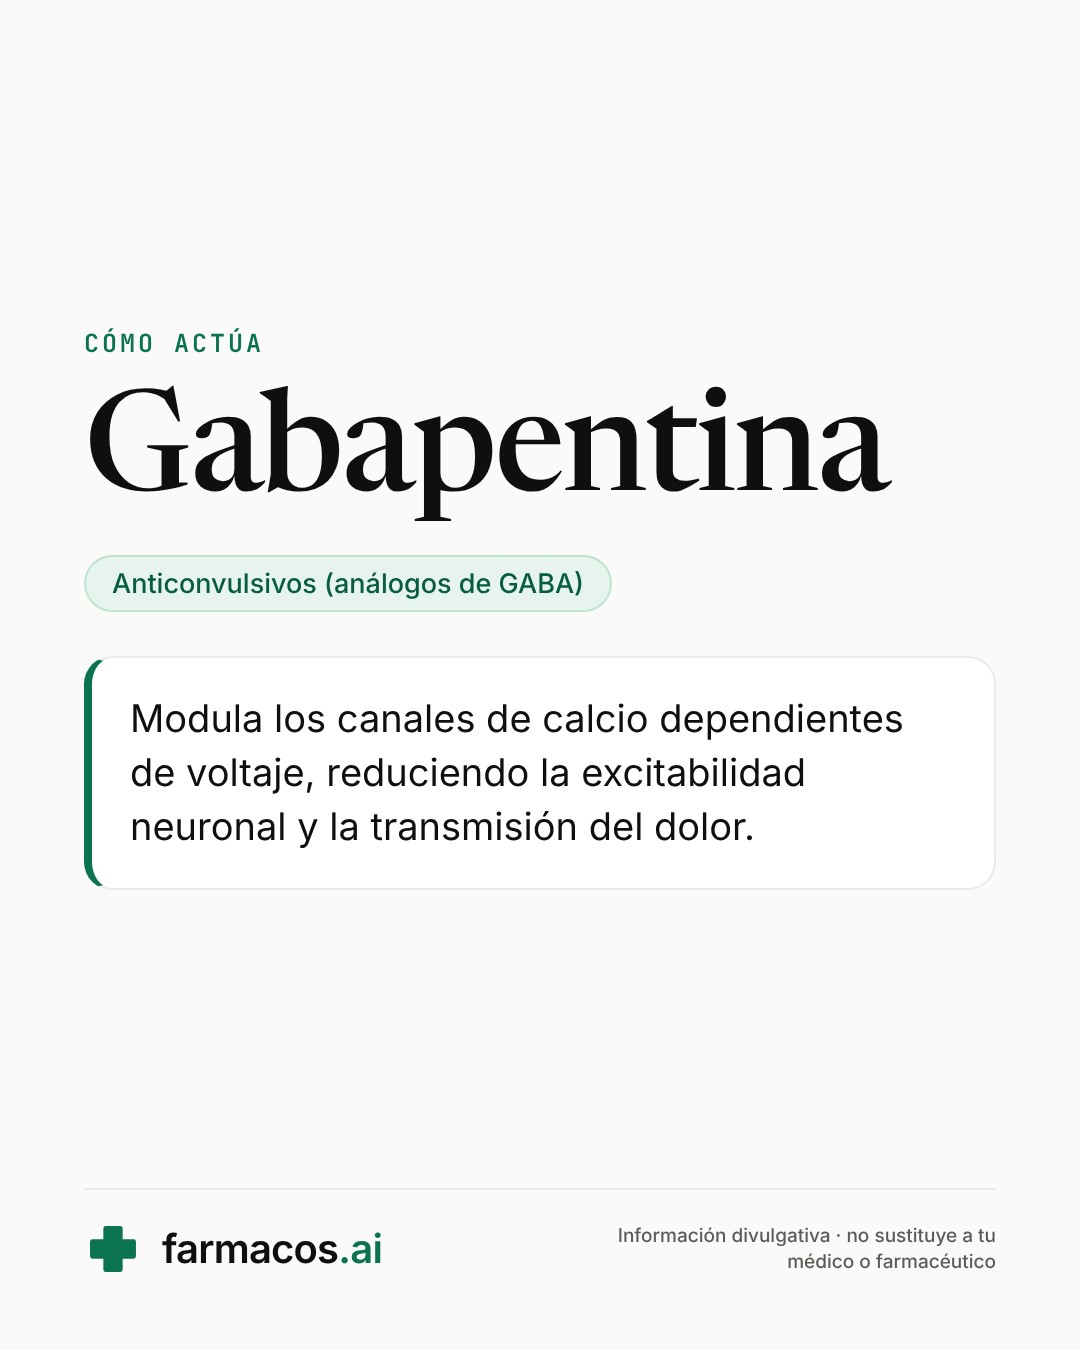 CÓMO ACTÚA
Gabapentina
Anticonvulsivos (análogos de GABA)
Modula los canales de calcio dependientes
de voltaje, reduciendo la excitabilidad
neuronal y la transmisión del dolor.
farmacos.ai
Información divulgativa · no sustituye a tu
médico o farmacéutico